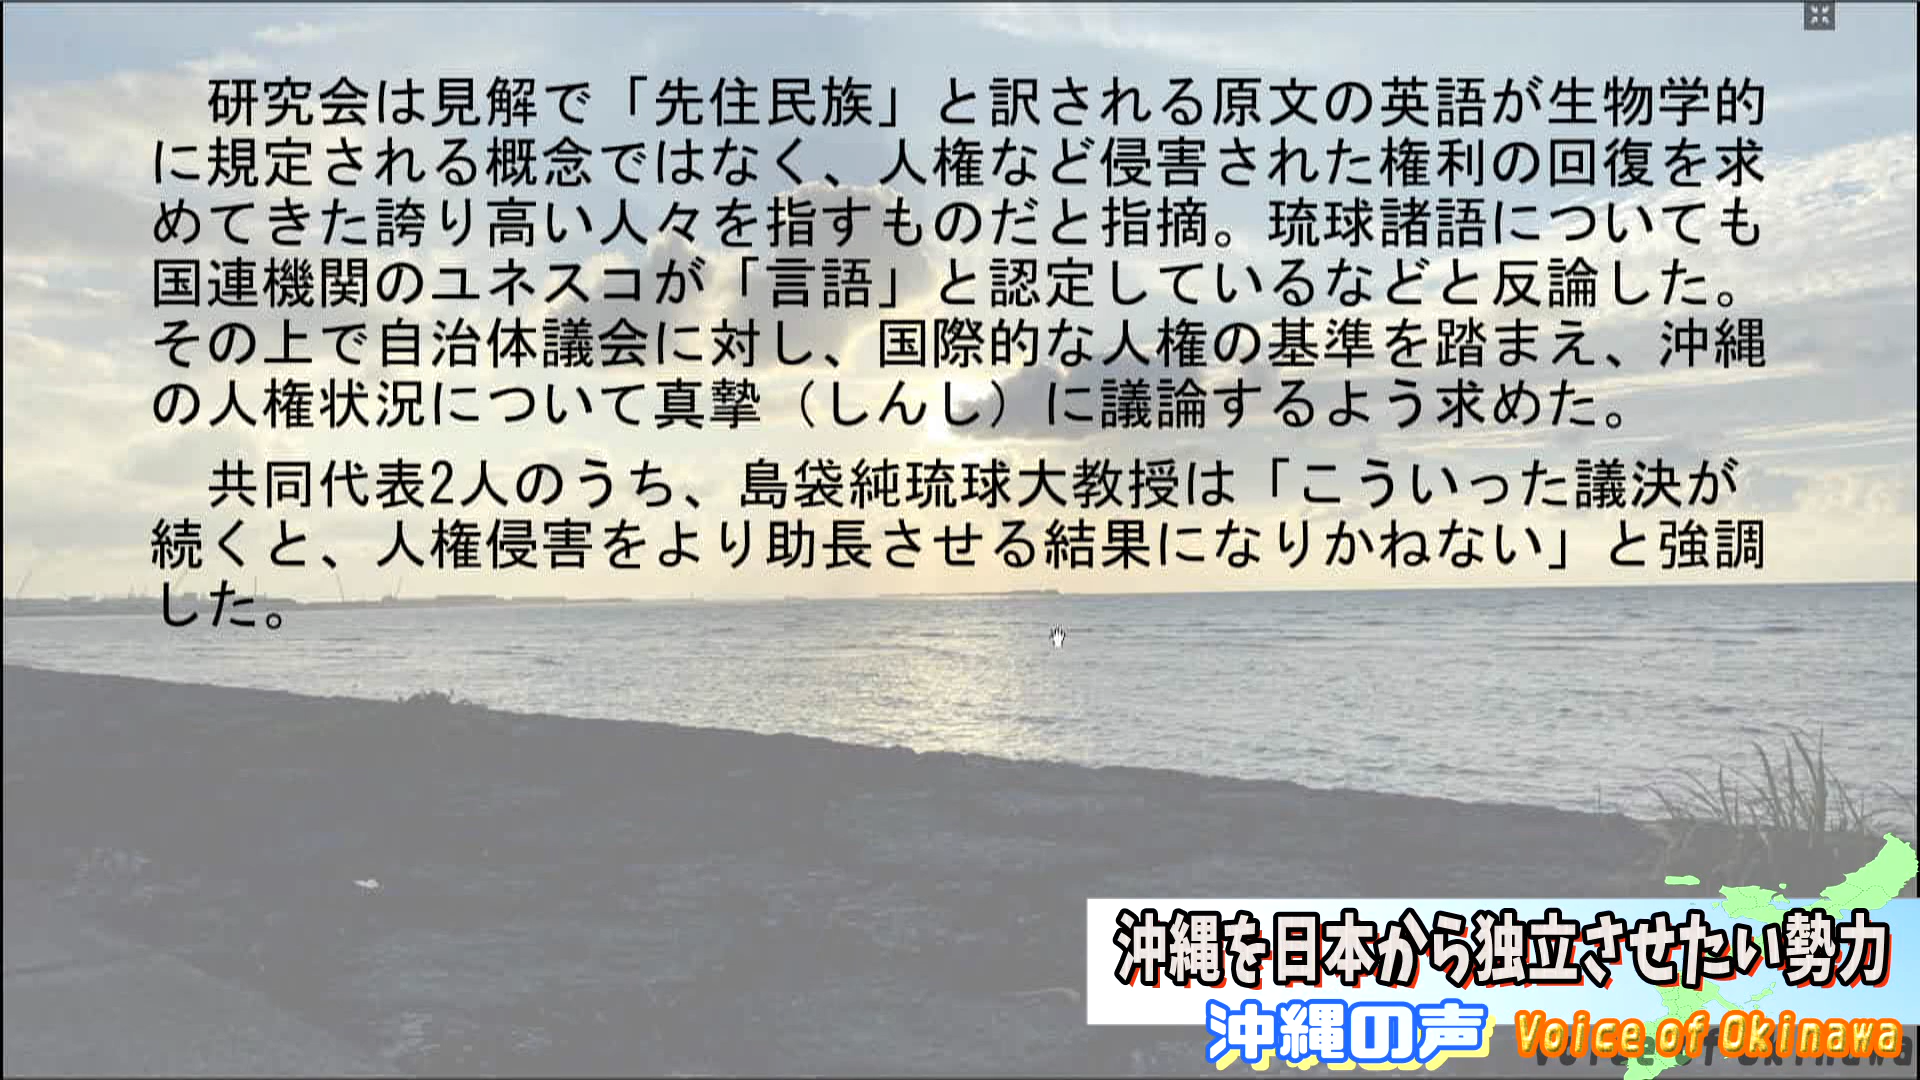 研究会は見解で「先住民族」と訳される原文の英語が生物学的
に規定される概念ではなく、人権など侵害された権利の回復を求
めてきた誇り高い人々を指すものだと指摘。琉球諸語についても
国連機関のユネスコが「言語」と認定しているなどと反論した。
その上で自治体議会に対し、国際的な人権の基準を踏まえ、沖縄
の人権状況について真摯（しんし）に議論するよう求めた。
共同代表2人のうち、島袋純琉球大教授は「こういった議決が
続くと、人権侵害をより助長させる結果になりかねない」と強調
した。
沖縄を日本から独立させたい勢力
沖縄の声 Voice of Okinawa